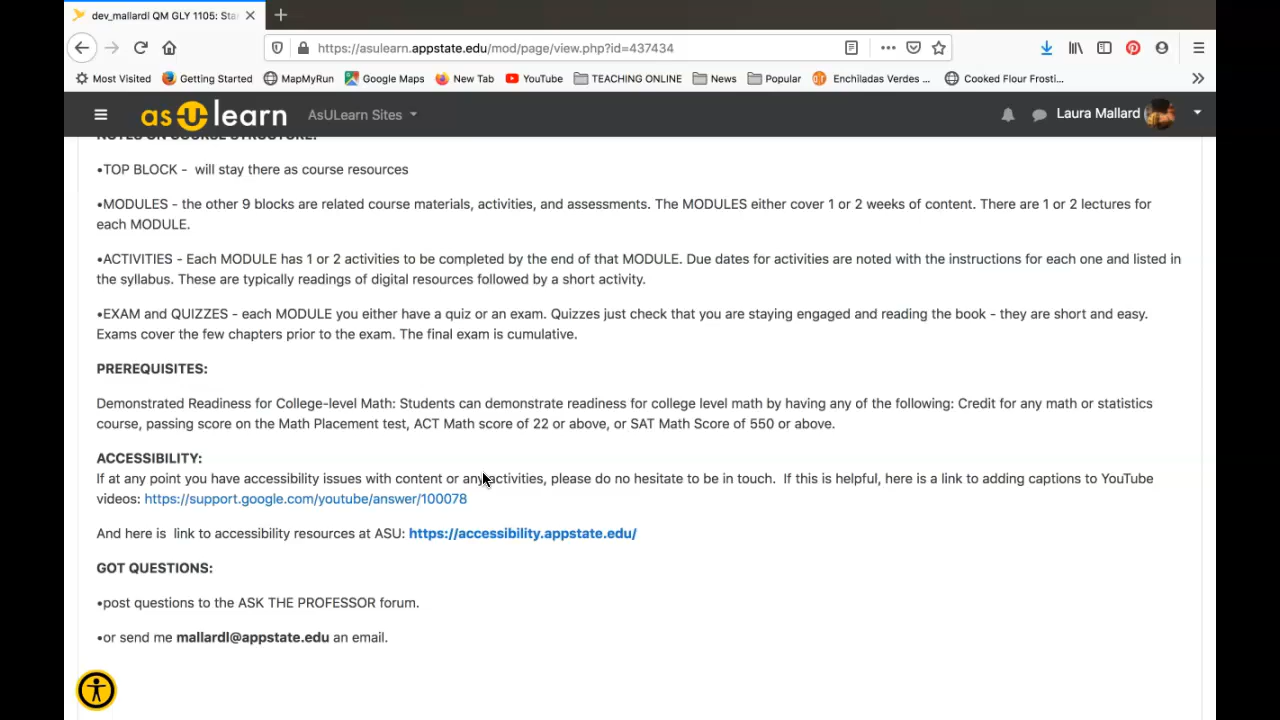 dev_mallardl QM GLY 1105: Sta
https://asulearn.appstate.edu/mod/page/view.php?id=437434
Most Visited Getting Started MapMyRun Google Maps New Tab YouTube TEACHING ONLINE News Popular Enchiladas Verdes ... Cooked Flour Frosti...
asULearn AsULearn Sites Laura Mallard
NOTES ON COURSE STRUCTURE:
•TOP BLOCK - will stay there as course resources
•MODULES - the other 9 blocks are related course materials, activities, and assessments. The MODULES either cover 1 or 2 weeks of content. There are 1 or 2 lectures for
each MODULE.
•ACTIVITIES - Each MODULE has 1 or 2 activities to be completed by the end of that MODULE. Due dates for activities are noted with the instructions for each one and listed in
the syllabus. These are typically readings of digital resources followed by a short activity.
•EXAM and QUIZZES - each MODULE you either have a quiz or an exam. Quizzes just check that you are staying engaged and reading the book - they are short and easy.
Exams cover the few chapters prior to the exam. The final exam is cumulative.
PREREQUISITES:
Demonstrated Readiness for College-level Math: Students can demonstrate readiness for college level math by having any of the following: Credit for any math or statistics
course, passing score on the Math Placement test, ACT Math score of 22 or above, or SAT Math Score of 550 or above.
ACCESSIBILITY:
If at any point you have accessibility issues with content or any activities, please do no hesitate to be in touch. If this is helpful, here is a link to adding captions to YouTube
videos: https://support.google.com/youtube/answer/100078
And here is link to accessibility resources at ASU: https://accessibility.appstate.edu/
GOT QUESTIONS:
•post questions to the ASK THE PROFESSOR forum.
•or send me mallardl@appstate.edu an email.